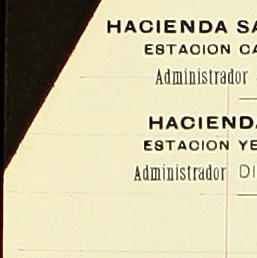 HACIENDA SA
ESTACION CA
Administrador
HACIENDA
ESTACION YE
Administrador DI